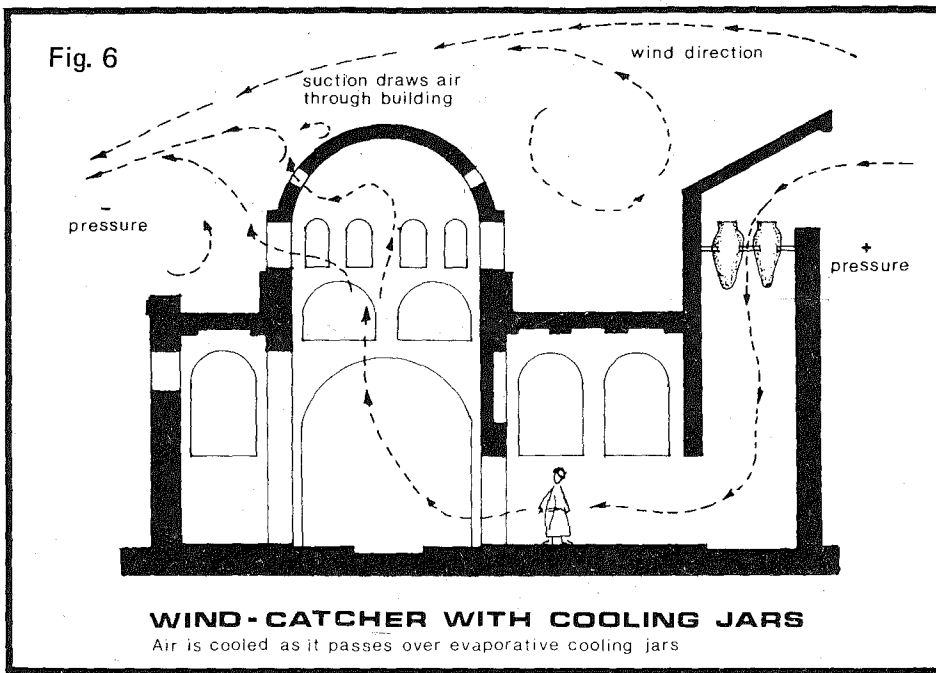 Fig. 6
wind direction
suction draws air
through building
-
pressure
+
pressure
WIND-CATCHER WITH COOLING JARS
Air is cooled as it passes over evaporative cooling jars